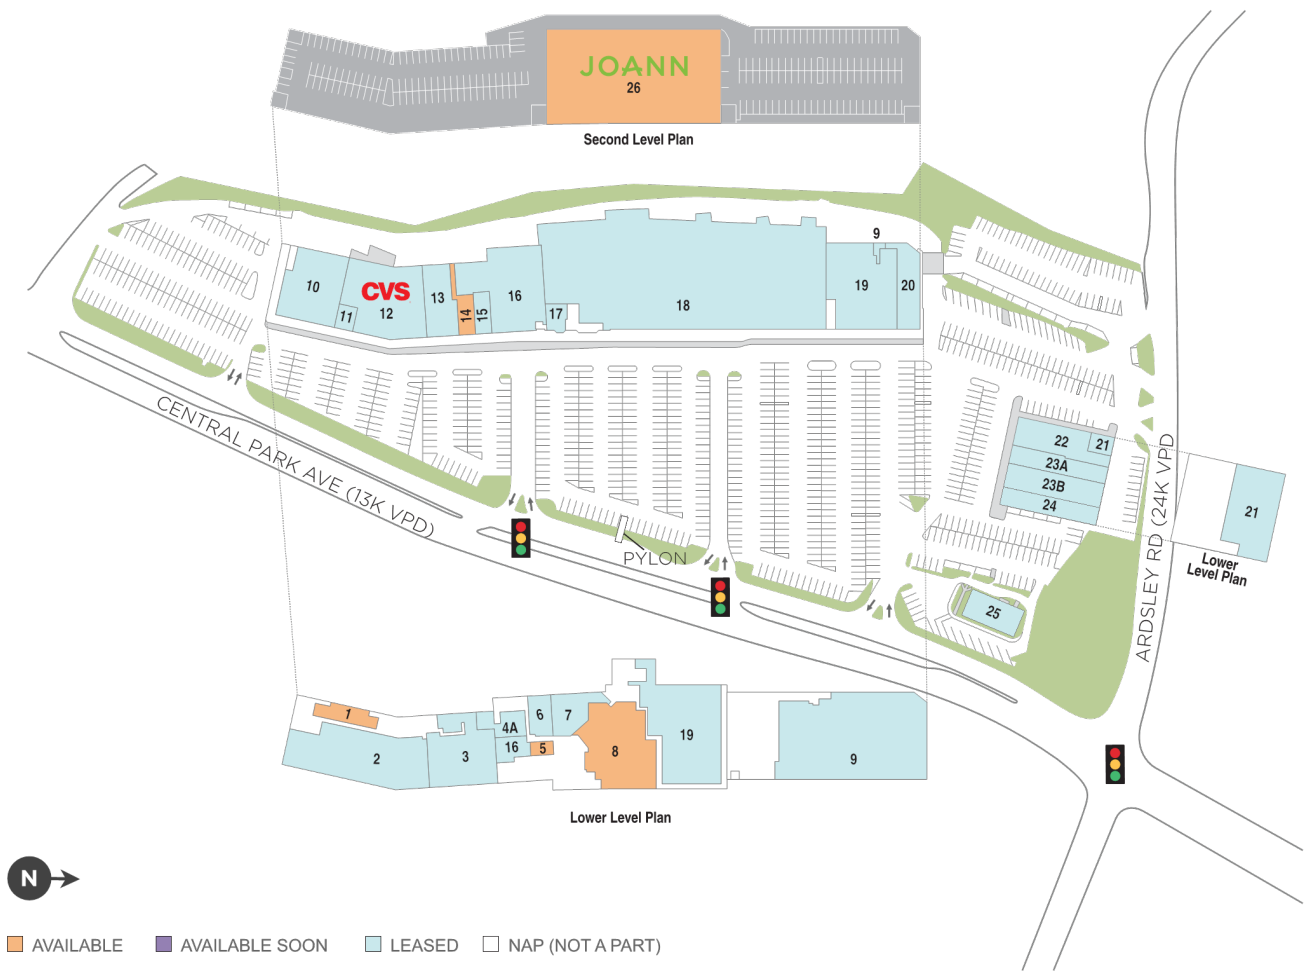 JOANN
26
Second Level Plan
9
10
CVS
11
12
13
14
15
16
17
18
19
20
22
21
23A
23B
24
21
Lower
Level Plan
25
CENTRAL PARK AVE (13K VPD)
PYLON
ARDSLEY RD (24K VPD)
1
2
3
4A
16
5
6
7
8
19
9
Lower Level Plan
N
AVAILABLE
AVAILABLE SOON
LEASED
NAP (NOT A PART)